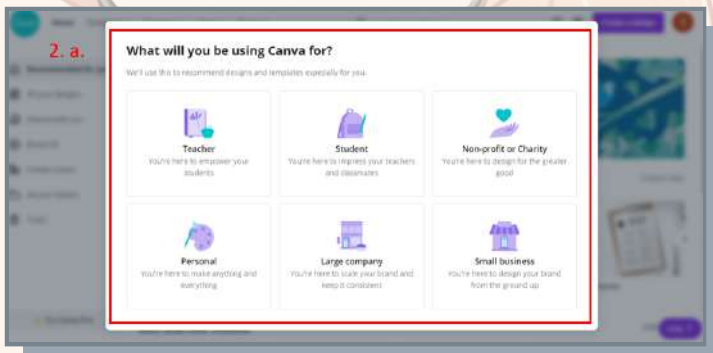 2. a.
What will you be using Canva for?
We'll use this to recommend designs and templates especially for you.
Teacher
You're here to empower your
students
Student
You're here to impress your teachers
and classmates
Non-profit or Charity
You're here to design for the greater
good
Personal
You're here to make anything and
everything
Large company
You're here to scale your brand and
keep it consistent
Small business
You're here to design your brand
from the ground up